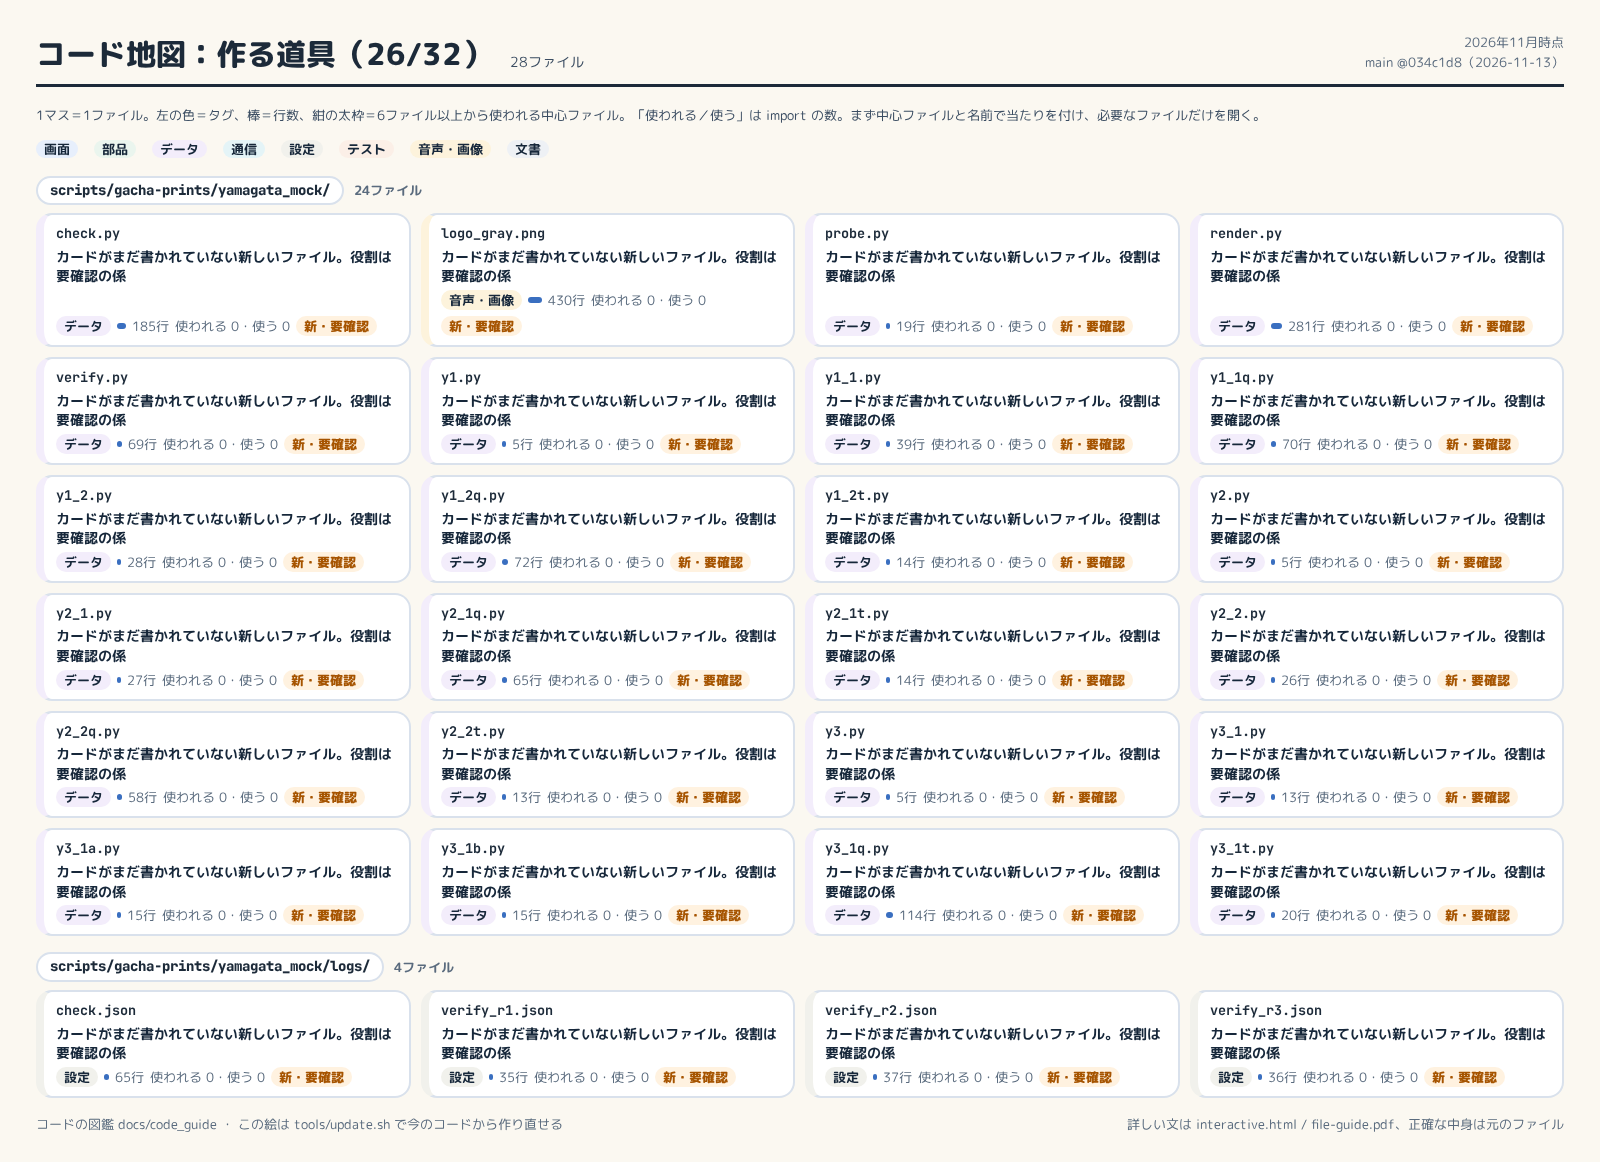 コード地図：作る道具（26/32） 28ファイル
2026年11月時点
main @034c1d8（2026-11-13）
1マス＝1ファイル。左の色＝タグ、棒＝行数、紺の太枠＝6ファイル以上から使われる中心ファイル。「使われる／使う」は import の数。まず中心ファイルと名前で当たりを付け、必要なファイルだけを開く。
画面 部品 データ 通信 設定 テスト 音声・画像 文書
scripts/gacha-prints/yamagata_mock/ 24ファイル
check.py
カードがまだ書かれていない新しいファイル。役割は
要確認の係
データ 185行 使われる 0 · 使う 0 新・要確認
logo_gray.png
カードがまだ書かれていない新しいファイル。役割は
要確認の係
音声・画像 430行 使われる 0 · 使う 0
新・要確認
probe.py
カードがまだ書かれていない新しいファイル。役割は
要確認の係
データ 19行 使われる 0 · 使う 0 新・要確認
render.py
カードがまだ書かれていない新しいファイル。役割は
要確認の係
データ 281行 使われる 0 · 使う 0 新・要確認
verify.py
カードがまだ書かれていない新しいファイル。役割は
要確認の係
データ 69行 使われる 0 · 使う 0 新・要確認
y1.py
カードがまだ書かれていない新しいファイル。役割は
要確認の係
データ 5行 使われる 0 · 使う 0 新・要確認
y1_1.py
カードがまだ書かれていない新しいファイル。役割は
要確認の係
データ 39行 使われる 0 · 使う 0 新・要確認
y1_1q.py
カードがまだ書かれていない新しいファイル。役割は
要確認の係
データ 70行 使われる 0 · 使う 0 新・要確認
y1_2.py
カードがまだ書かれていない新しいファイル。役割は
要確認の係
データ 28行 使われる 0 · 使う 0 新・要確認
y1_2q.py
カードがまだ書かれていない新しいファイル。役割は
要確認の係
データ 72行 使われる 0 · 使う 0 新・要確認
y1_2t.py
カードがまだ書かれていない新しいファイル。役割は
要確認の係
データ 14行 使われる 0 · 使う 0 新・要確認
y2.py
カードがまだ書かれていない新しいファイル。役割は
要確認の係
データ 5行 使われる 0 · 使う 0 新・要確認
y2_1.py
カードがまだ書かれていない新しいファイル。役割は
要確認の係
データ 27行 使われる 0 · 使う 0 新・要確認
y2_1q.py
カードがまだ書かれていない新しいファイル。役割は
要確認の係
データ 65行 使われる 0 · 使う 0 新・要確認
y2_1t.py
カードがまだ書かれていない新しいファイル。役割は
要確認の係
データ 14行 使われる 0 · 使う 0 新・要確認
y2_2.py
カードがまだ書かれていない新しいファイル。役割は
要確認の係
データ 26行 使われる 0 · 使う 0 新・要確認
y2_2q.py
カードがまだ書かれていない新しいファイル。役割は
要確認の係
データ 58行 使われる 0 · 使う 0 新・要確認
y2_2t.py
カードがまだ書かれていない新しいファイル。役割は
要確認の係
データ 13行 使われる 0 · 使う 0 新・要確認
y3.py
カードがまだ書かれていない新しいファイル。役割は
要確認の係
データ 5行 使われる 0 · 使う 0 新・要確認
y3_1.py
カードがまだ書かれていない新しいファイル。役割は
要確認の係
データ 13行 使われる 0 · 使う 0 新・要確認
y3_1a.py
カードがまだ書かれていない新しいファイル。役割は
要確認の係
データ 15行 使われる 0 · 使う 0 新・要確認
y3_1b.py
カードがまだ書かれていない新しいファイル。役割は
要確認の係
データ 15行 使われる 0 · 使う 0 新・要確認
y3_1q.py
カードがまだ書かれていない新しいファイル。役割は
要確認の係
データ 114行 使われる 0 · 使う 0 新・要確認
y3_1t.py
カードがまだ書かれていない新しいファイル。役割は
要確認の係
データ 20行 使われる 0 · 使う 0 新・要確認
scripts/gacha-prints/yamagata_mock/logs/ 4ファイル
check.json
カードがまだ書かれていない新しいファイル。役割は
要確認の係
設定 65行 使われる 0 · 使う 0 新・要確認
verify_r1.json
カードがまだ書かれていない新しいファイル。役割は
要確認の係
設定 35行 使われる 0 · 使う 0 新・要確認
verify_r2.json
カードがまだ書かれていない新しいファイル。役割は
要確認の係
設定 37行 使われる 0 · 使う 0 新・要確認
verify_r3.json
カードがまだ書かれていない新しいファイル。役割は
要確認の係
設定 36行 使われる 0 · 使う 0 新・要確認
コードの図鑑 docs/code_guide · この絵は tools/update.sh で今のコードから作り直せる
詳しい文は interactive.html / file-guide.pdf、正確な中身は元のファイル